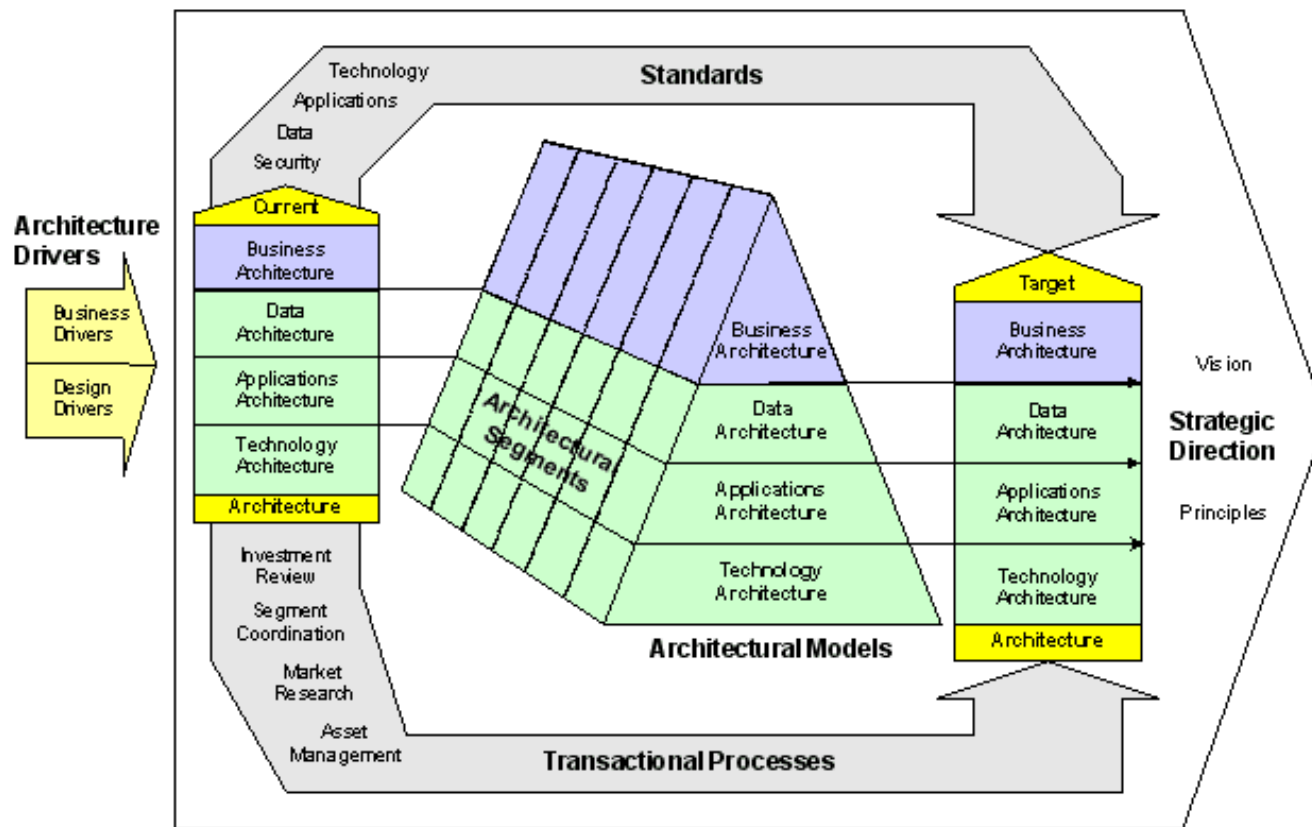 Technology
Standards
Applications
Data
Security
Architecture
Drivers
Business
Drivers
Design
Drivers
Current
Business
Architecture
Data
Architecture
Applications
Architecture
Technology
Architecture
Architecture
Investment
Review
Segment
Coordination
Market
Research
Asset
Management
Architectural
Segments
Business
Architecture
Data
Architecture
Applications
Architecture
Technology
Architecture
Architectural Models
Transactional Processes
Target
Business
Architecture
Data
Architecture
Applications
Architecture
Technology
Architecture
Architecture
Vision
Strategic
Direction
Principles